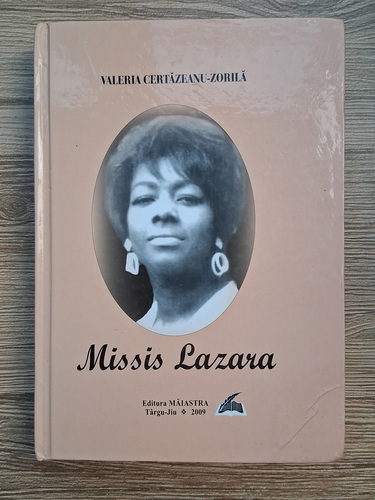 VALERIA CERTĂZEANU-ZORILĂ
Missis Lazara
Editura MĂIASTRA
Târgu-Jiu ❖ 2009